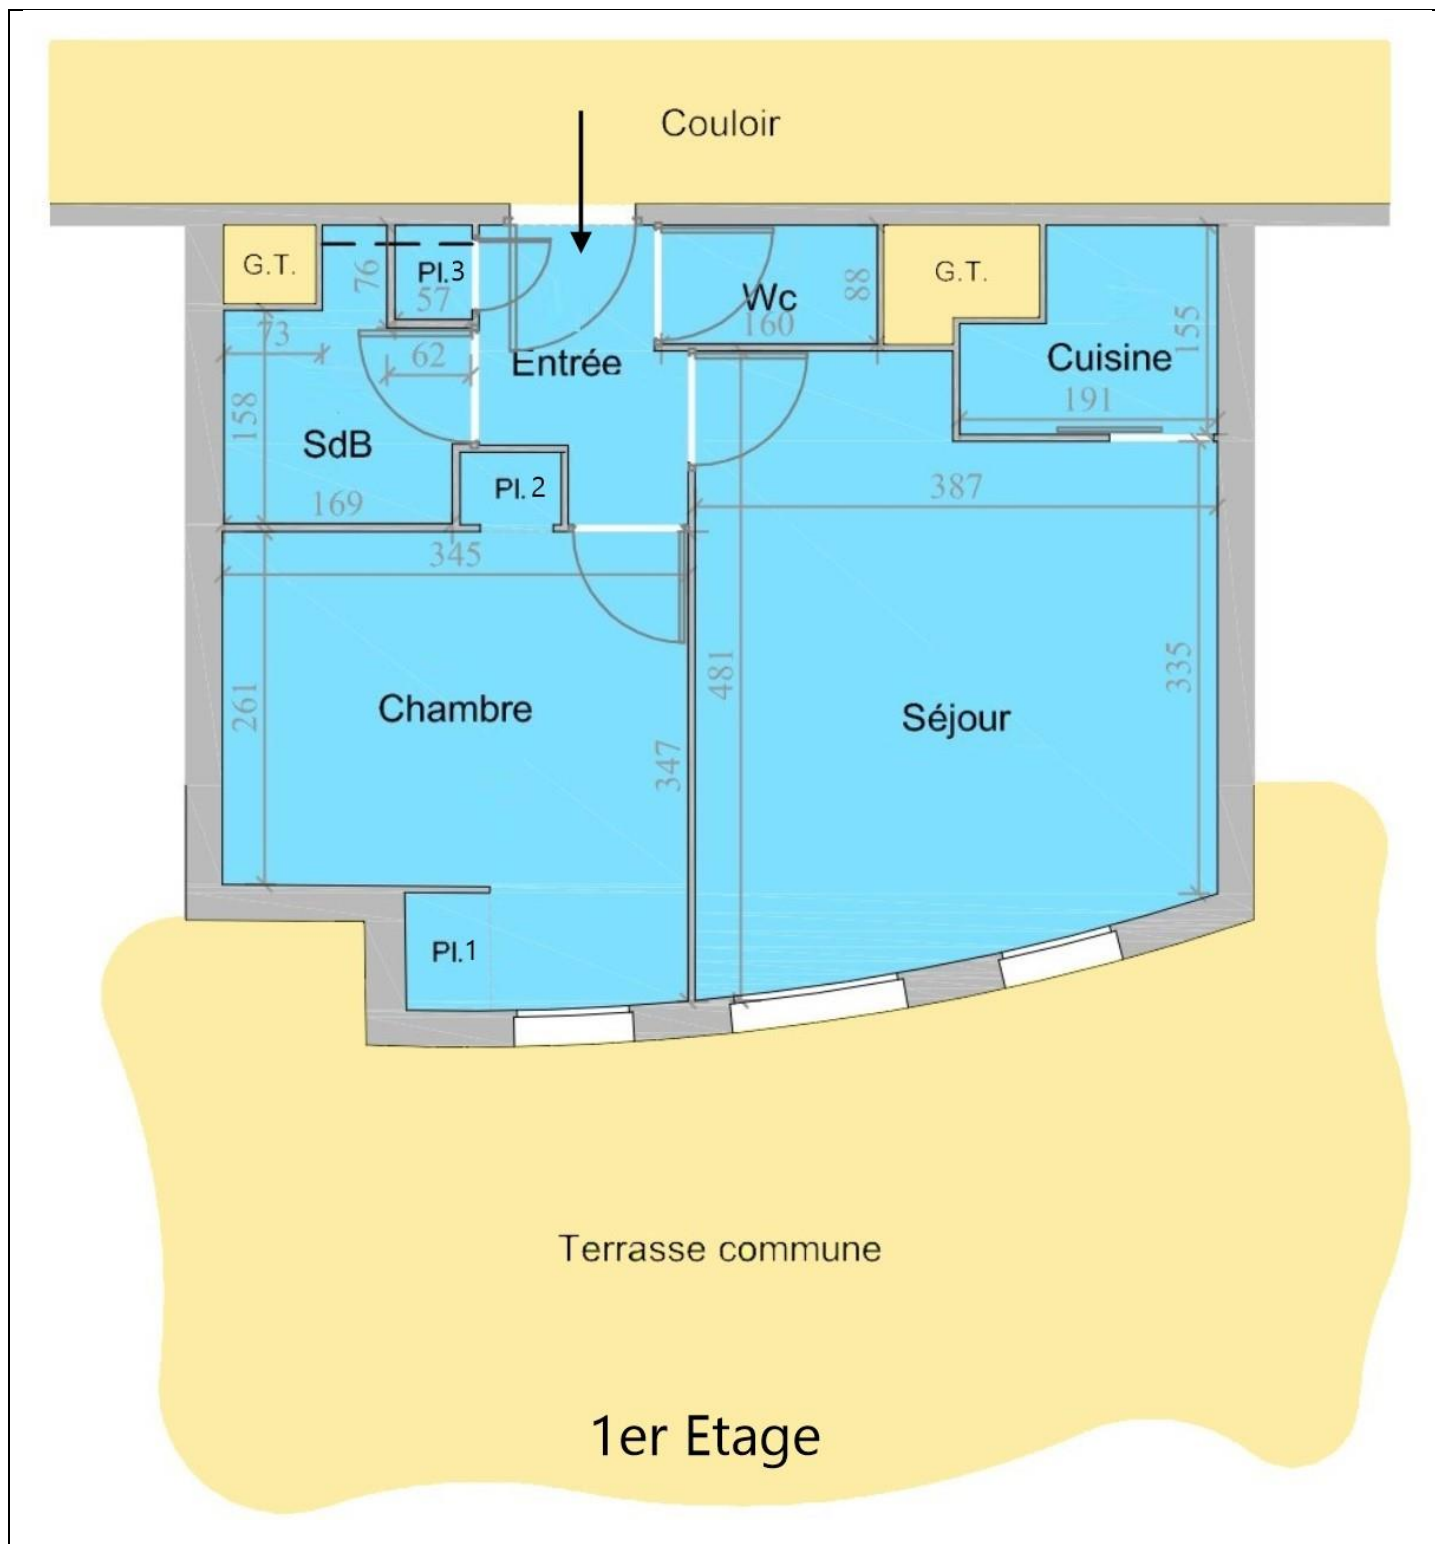 Couloir
G.T.
76
Pl.3
57
Wc
160
88
G.T.
155
73
62
Entrée
Cuisine
191
158
SdB
169
Pl. 2
387
345
261
Chambre
347
481
Séjour
335
Pl.1
Terrasse commune
1er Etage